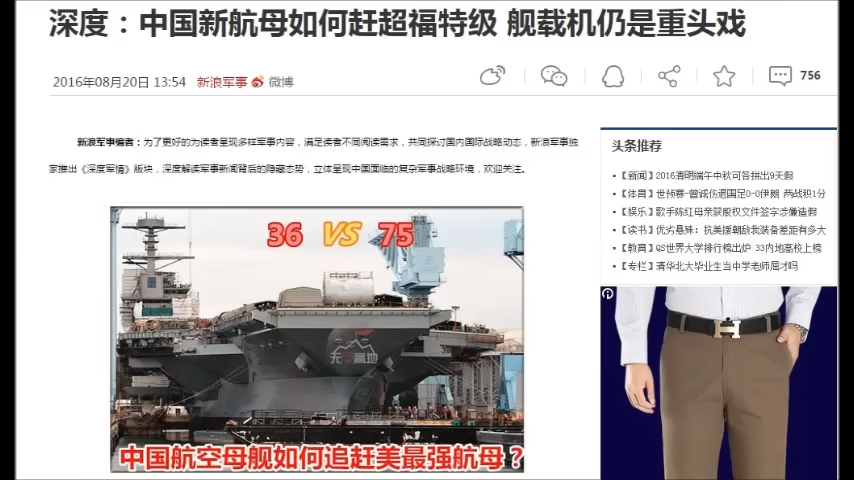 深度：中国新航母如何赶超福特级 舰载机仍是重头戏
2016年08月20日 13:54 新浪军事 微博
756
新浪军事编者：为了更好的为读者呈现多样军事内容，满足读者不同阅读需求，共同探讨国内国际战略动态，新浪军事独
家推出《深度军情》版块，深度解读军事新闻背后的隐藏态势，立体呈现中国面临的复杂军事战略环境，欢迎关注。
36 VS 75
中国航空母舰如何追赶美最强航母？
头条推荐
·【新闻】2016清明端午中秋可各拼出9天假
·【体育】世预赛-曾诚伤退国足0-0伊朗 两战积1分
·【娱乐】歌手陈红母亲获股权文件签字涉嫌造假
·【读书】优劣悬殊：抗美援朝敌我装备差距有多大
·【教育】QS世界大学排行榜出炉 33内地高校上榜
·【专栏】清华北大毕业生当中学老师屈才吗